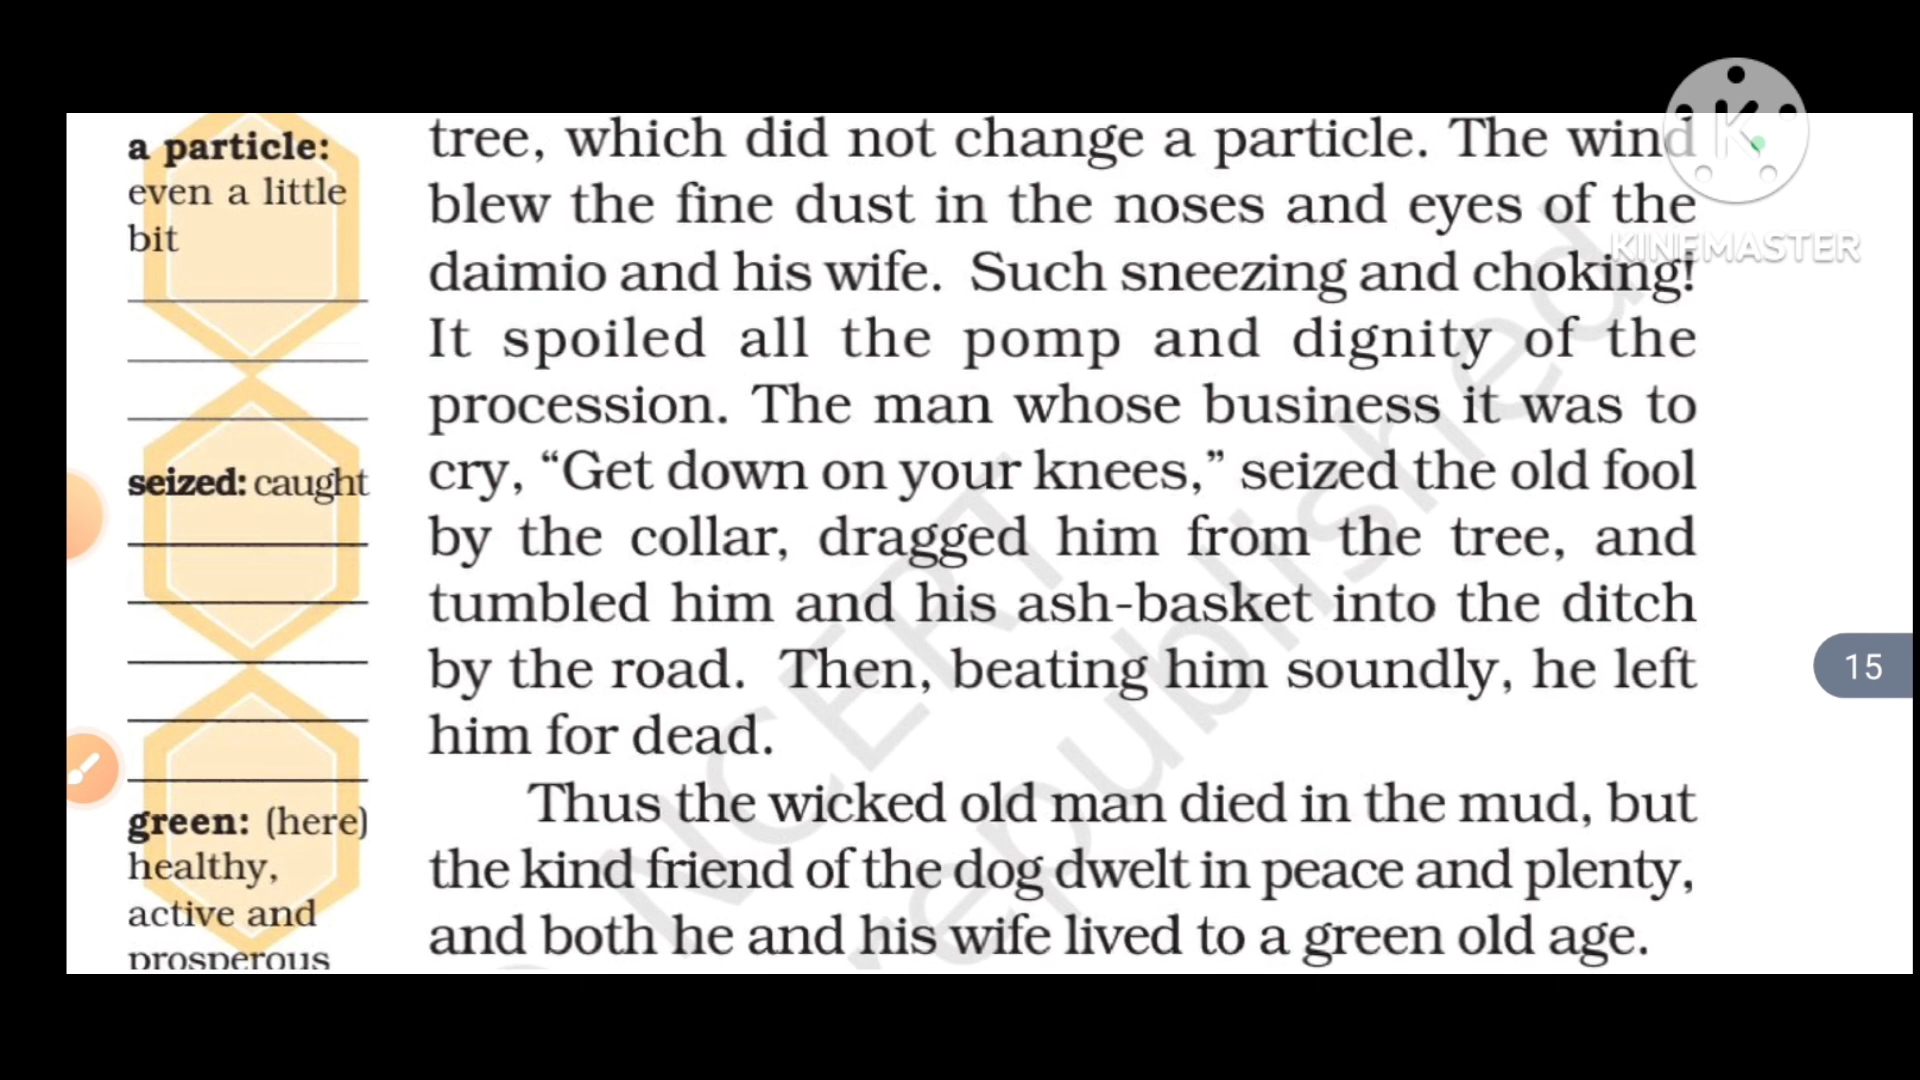 a particle:
even a little
bit
seized: caught
green: (here)
healthy,
active and
prosperous
tree, which did not change a particle. The wind
blew the fine dust in the noses and eyes of the
daimio and his wife. Such sneezing and choking!
It spoiled all the pomp and dignity of the
procession. The man whose business it was to
cry, “Get down on your knees,” seized the old fool
by the collar, dragged him from the tree, and
tumbled him and his ash-basket into the ditch
by the road. Then, beating him soundly, he left
him for dead.
Thus the wicked old man died in the mud, but
the kind friend of the dog dwelt in peace and plenty,
and both he and his wife lived to a green old age.
NCERT
republished
K
KINEMASTER
15